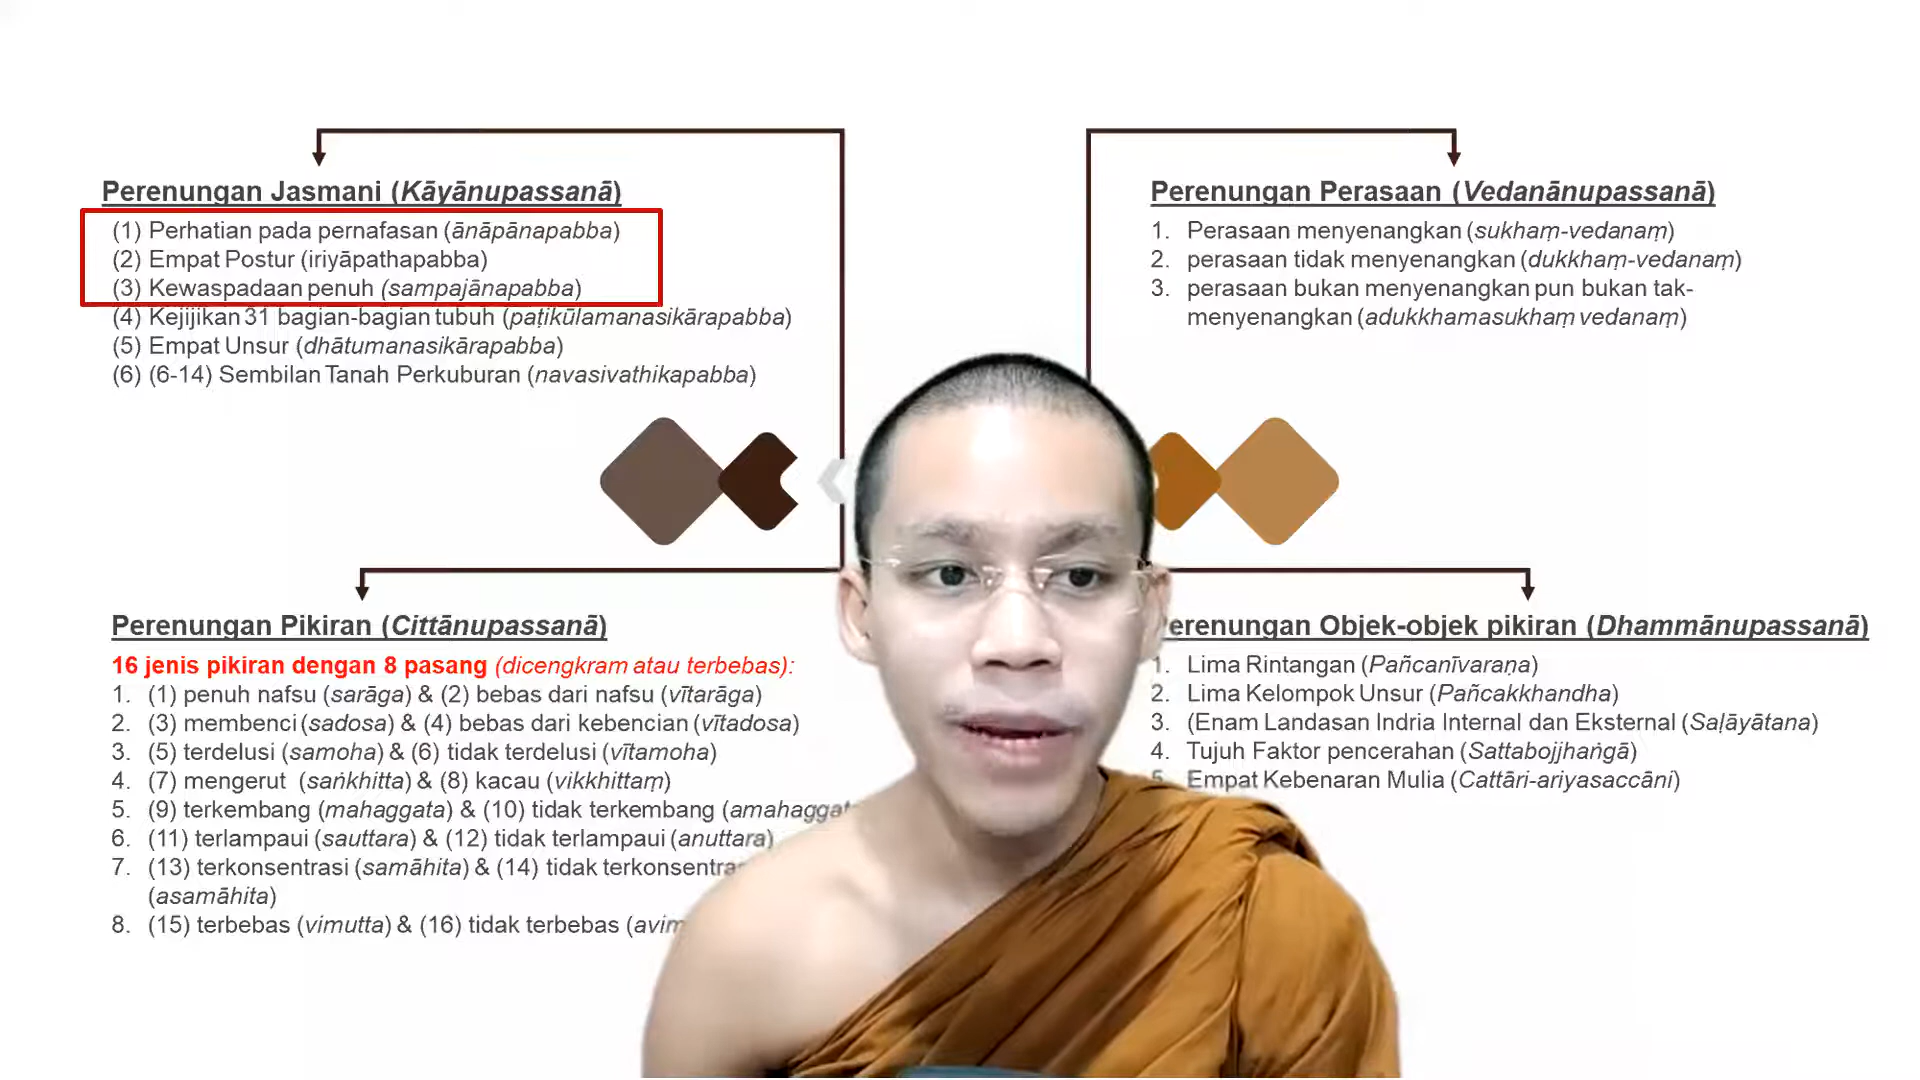 Perenungan Jasmani (Kāyānupassanā)
(1) Perhatian pada pernafasan (ānāpānapabba)
(2) Empat Postur (iriyāpathapabba)
(3) Kewaspadaan penuh (sampajānapabba)
(4) Kejijikan 31 bagian-bagian tubuh (paṭikūlamanasikārapabba)
(5) Empat Unsur (dhātumanasikārapabba)
(6) (6-14) Sembilan Tanah Perkuburan (navasivathikapabba)
Perenungan Perasaan (Vedanānupassanā)
1. Perasaan menyenangkan (sukhaṃ-vedanaṃ)
2. perasaan tidak menyenangkan (dukkhaṃ-vedanaṃ)
3. perasaan bukan menyenangkan pun bukan tak-
menyenangkan (adukkhamasukhaṃ vedanaṃ)
Perenungan Pikiran (Cittānupassanā)
16 jenis pikiran dengan 8 pasang (dicengkram atau terbebas):
1. (1) penuh nafsu (sarāga) & (2) bebas dari nafsu (vītarāga)
2. (3) membenci (sadosa) & (4) bebas dari kebencian (vītadosa)
3. (5) terdelusi (samoha) & (6) tidak terdelusi (vītamoha)
4. (7) mengerut (saṅkhitta) & (8) kacau (vikkhittaṃ)
5. (9) terkembang (mahaggata) & (10) tidak terkembang (amahaggat
6. (11) terlampaui (sauttara) & (12) tidak terlampaui (anuttara)
7. (13) terkonsentrasi (samāhita) & (14) tidak terkonsentra
(asamāhita)
8. (15) terbebas (vimutta) & (16) tidak terbebas (avim
erenungan Objek-objek pikiran (Dhammānupassanā)
1. Lima Rintangan (Pañcanīvaraṇa)
2. Lima Kelompok Unsur (Pañcakkhandha)
3. (Enam Landasan Indria Internal dan Eksternal (Saḷāyātana)
4. Tujuh Faktor pencerahan (Sattabojjhaṅgā)
5. Empat Kebenaran Mulia (Cattāri-ariyasaccāni)